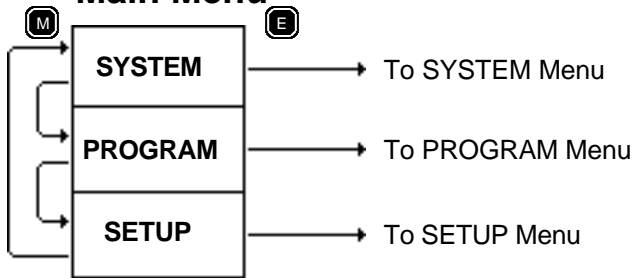 Main Menu
M E
SYSTEM To SYSTEM Menu
PROGRAM To PROGRAM Menu
SETUP To SETUP Menu